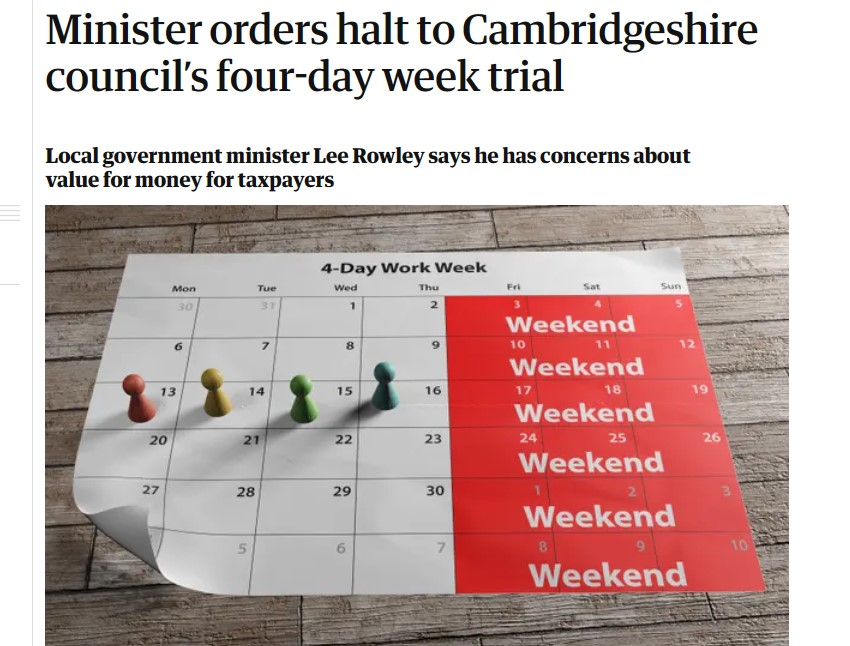 Minister orders halt to Cambridgeshire
council's four-day week trial
Local government minister Lee Rowley says he has concerns about
value for money for taxpayers
4-Day Work Week
Mon Tue Wed Thu Fri Sat Sun
30 31 1 2 3 4 5
Weekend
6 7 8 9 10 11 12
Weekend
13 14 15 16 17 18 19
Weekend
20 21 22 23 24 25 26
Weekend
27 28 29 30 1 2 3
Weekend
5 6 7 8 9 10
Weekend